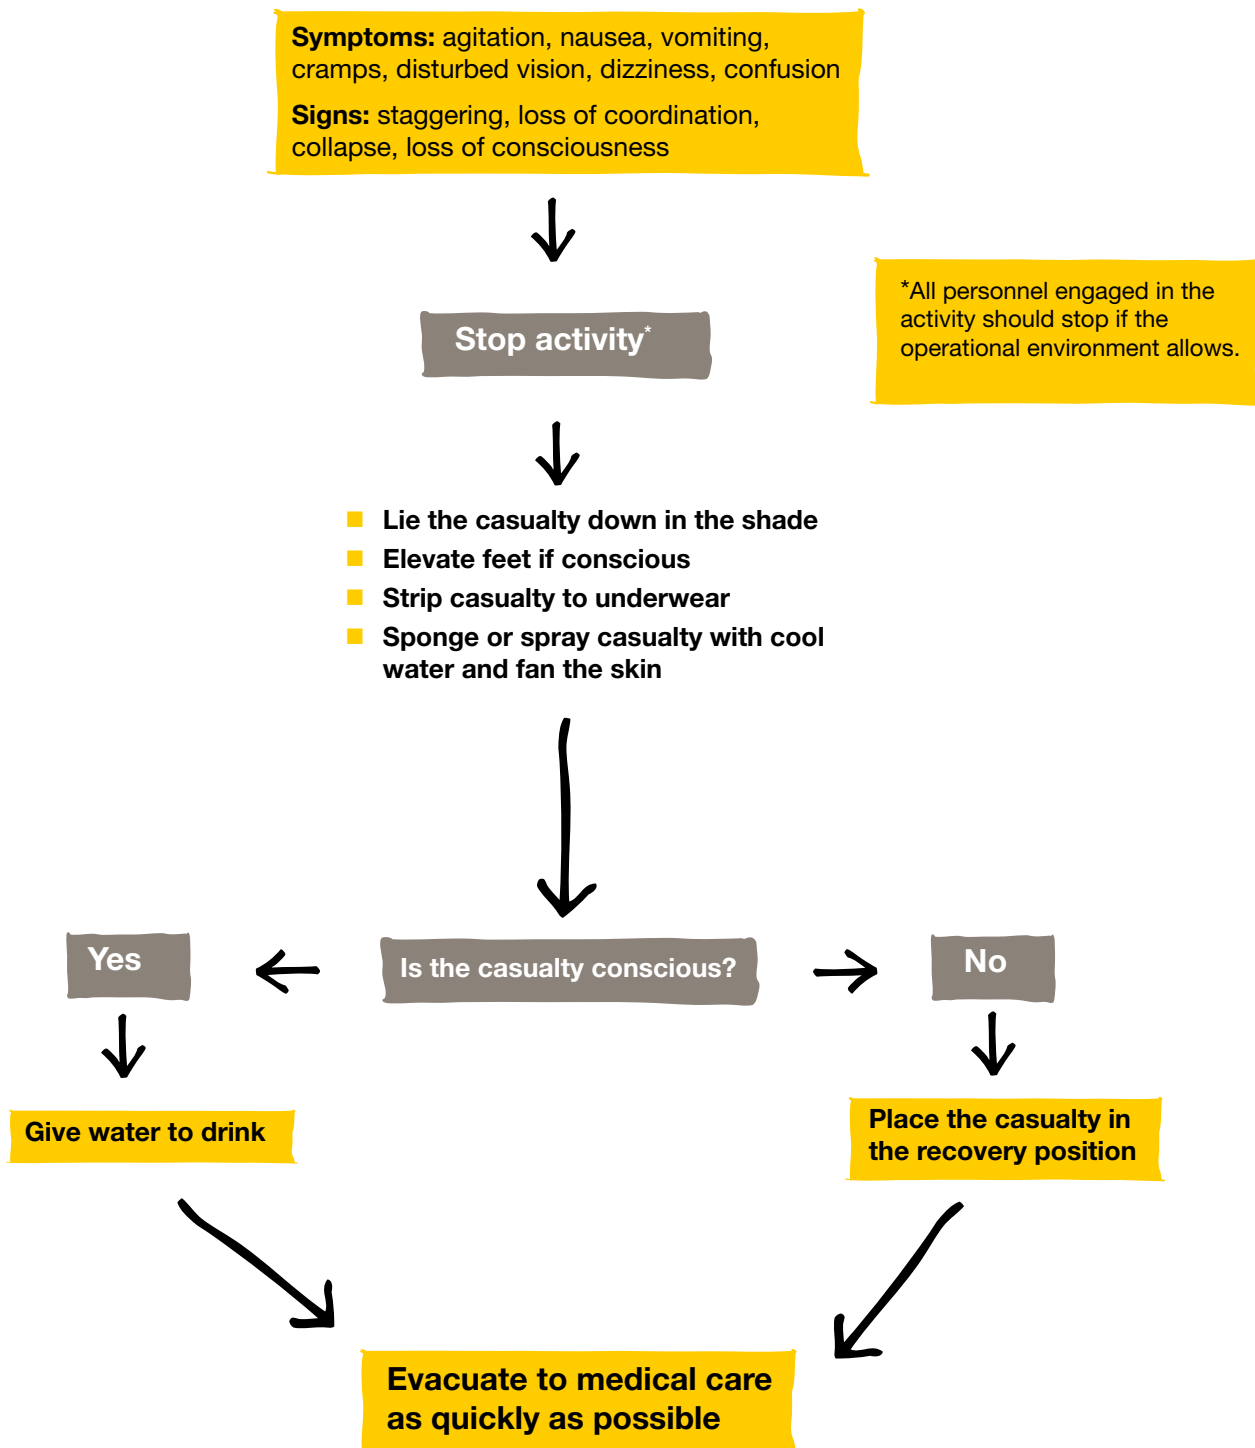 Symptoms: agitation, nausea, vomiting,
cramps, disturbed vision, dizziness, confusion
Signs: staggering, loss of coordination,
collapse, loss of consciousness
Stop activity*
*All personnel engaged in the
activity should stop if the
operational environment allows.
Lie the casualty down in the shade
Elevate feet if conscious
Strip casualty to underwear
Sponge or spray casualty with cool
water and fan the skin
Is the casualty conscious?
Yes
No
Give water to drink
Place the casualty in
the recovery position
Evacuate to medical care
as quickly as possible